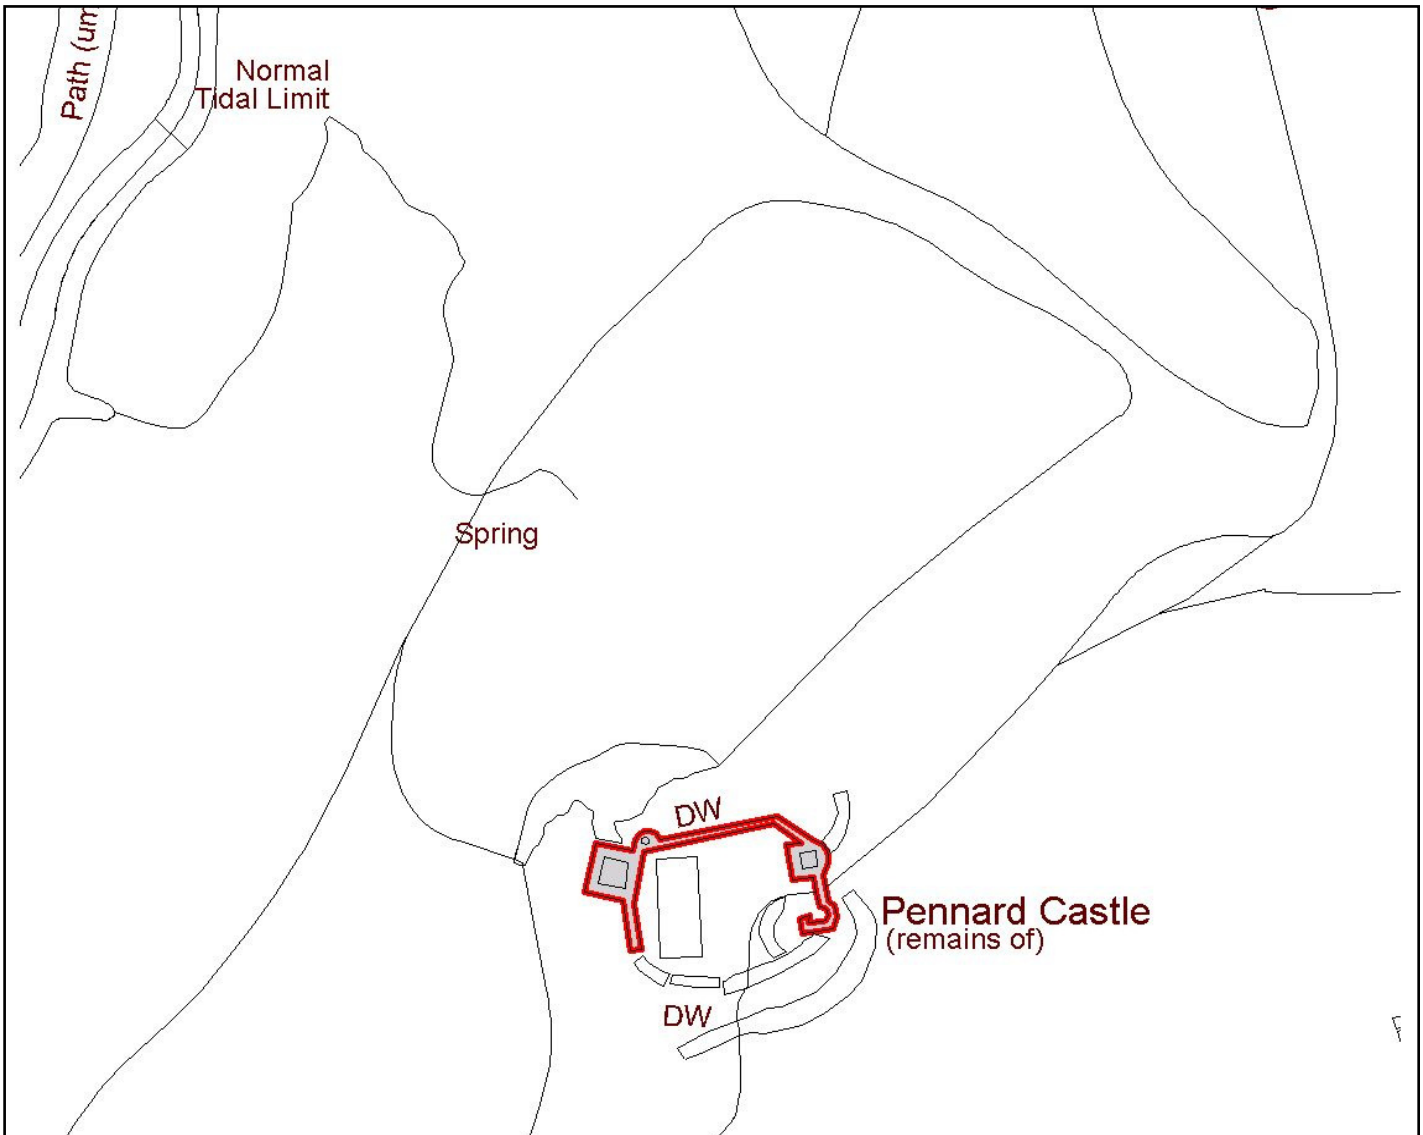 Path (um
Normal
Tidal Limit
Spring
DW
Pennard Castle
(remains of)
DW